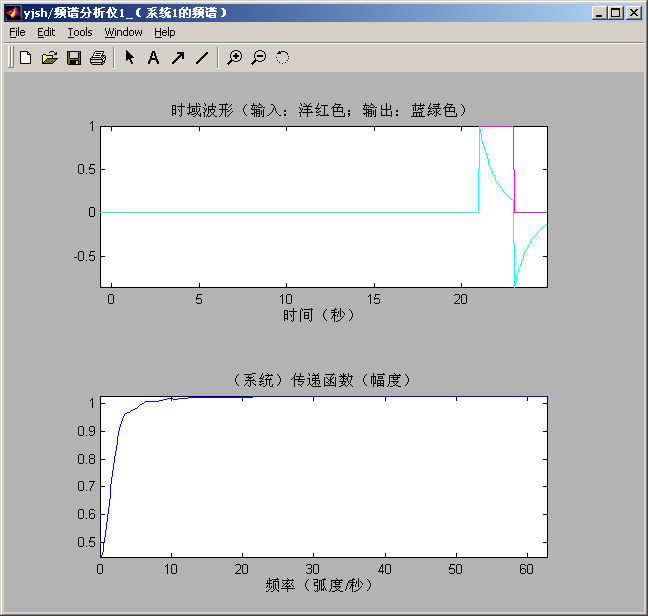 yjsh/频谱分析仪1_（系统1的频谱）
File Edit Tools Window Help
时域波形（输入：洋红色；输出：蓝绿色）
1
0.5
0
-0.5
0 5 10 15 20
时间（秒）
（系统）传递函数（幅度）
1
0.9
0.8
0.7
0.6
0.5
0 10 20 30 40 50 60
频率（弧度/秒）